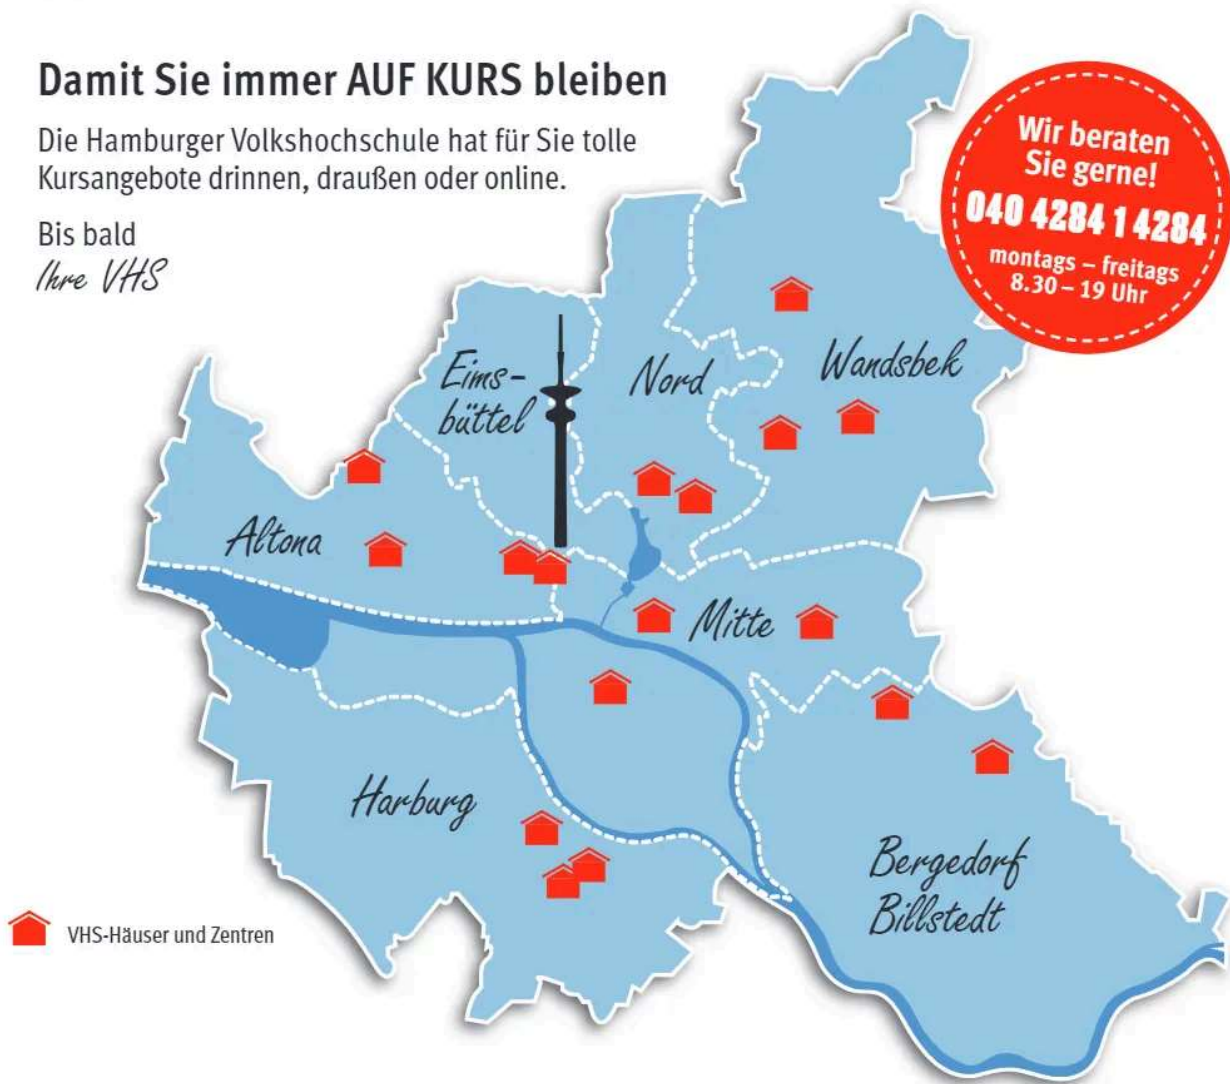 Damit Sie immer AUF KURS bleiben
Die Hamburger Volkshochschule hat für Sie tolle
Kursangebote drinnen, draußen oder online.
Bis bald
Ihre VHS
Wir beraten
Sie gerne!
040 4284 1 4284
montags – freitags
8.30 – 19 Uhr
Eims-
büttel
Nord
Wandsbek
Altona
Mitte
Harburg
Bergedorf
Billstedt
VHS-Häuser und Zentren